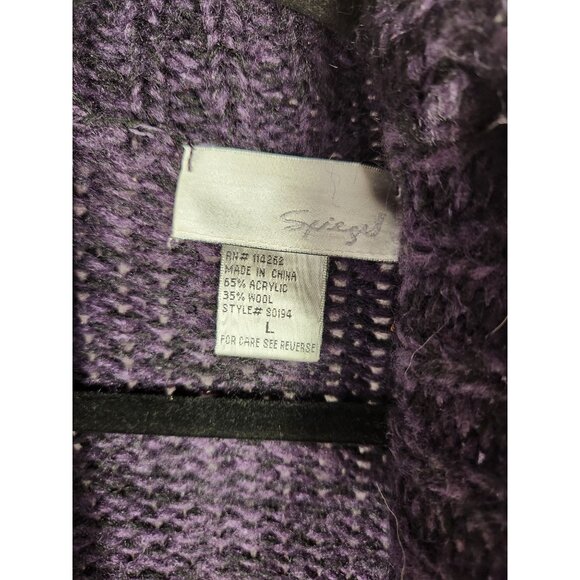 Spiegel
RN# 114262
MADE IN CHINA
65% ACRYLIC
35% WOOL
STYLE# 80194
L
FOR CARE SEE REVERSE